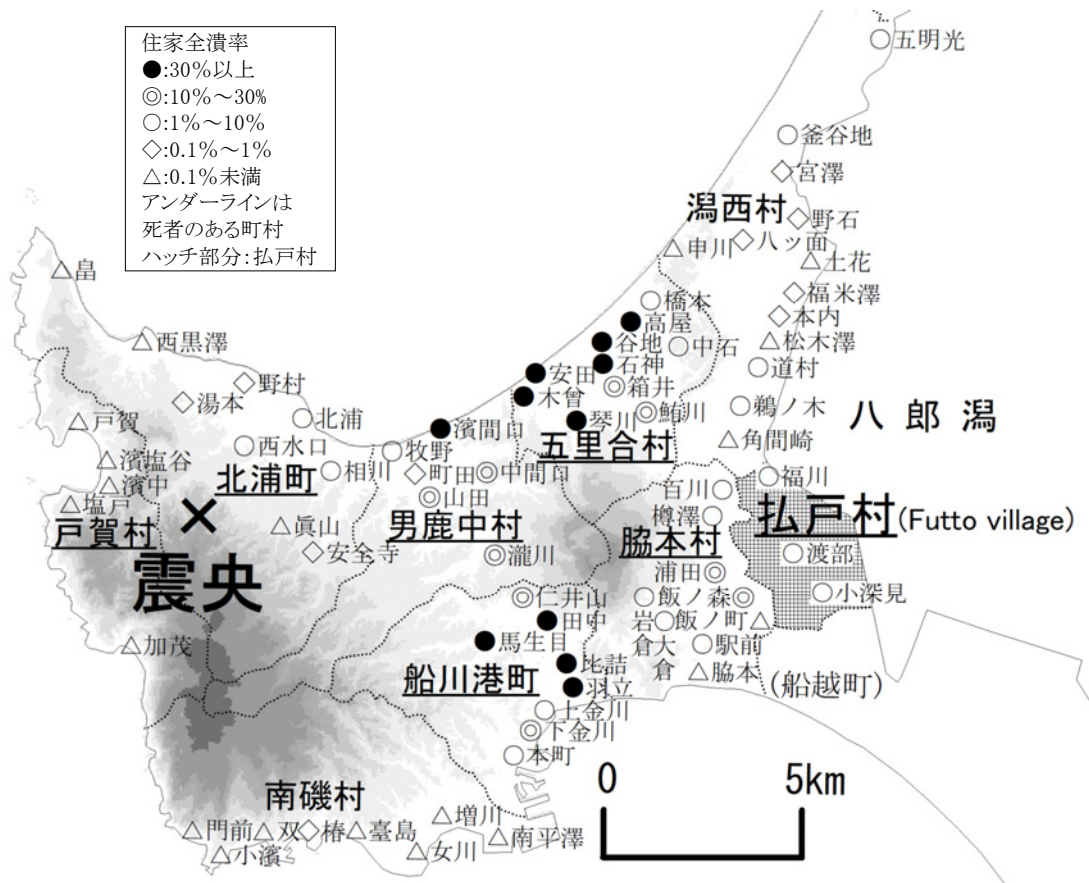 住家全潰率
●:30%以上
◎:10%～30%
○:1%～10%
◇:0.1%～1%
△:0.1%未満
アンダーラインは
死者のある町村
ハッチ部分:払戸村
○五明光
○釜谷地
◇宮澤
潟西村
◇野石
◇八ッ面
△申川
△土花
△畠
◇福米澤
○橋本
◇本内
●高屋
△西黒澤
●谷地
○中石
△松木澤
●石神
○道村
●安田
◎箱井
◇野村
◇湯本
●木曾
○鵜ノ木
◎鮪川
八郎潟
△戸賀
○北浦
●琴川
●濱間口
△角間崎
○西水口
五里合村
○牧野
△濱塩谷
○相川
◇町田
◎中間口
○福川
北浦町
△濱中
百川○
◎山田
△塩戸
×
樽澤○
払戸村(Futto village)
戸賀村
△眞山
男鹿中村
脇本村
◇安全寺
◎瀧川
○渡部
震央
浦田◎
○小深見
◎仁井山
○飯ノ森◎
●田中
岩倉
○飯ノ町△
大倉
△加茂
●馬生目
○駅前
●地詰
△脇本
船川港町
●羽立
(船越町)
○上金川
◎下金川
○本町
0
5km
南磯村
△増川
△門前
△双
◇椿
△臺島
△南平澤
△小濱
△女川